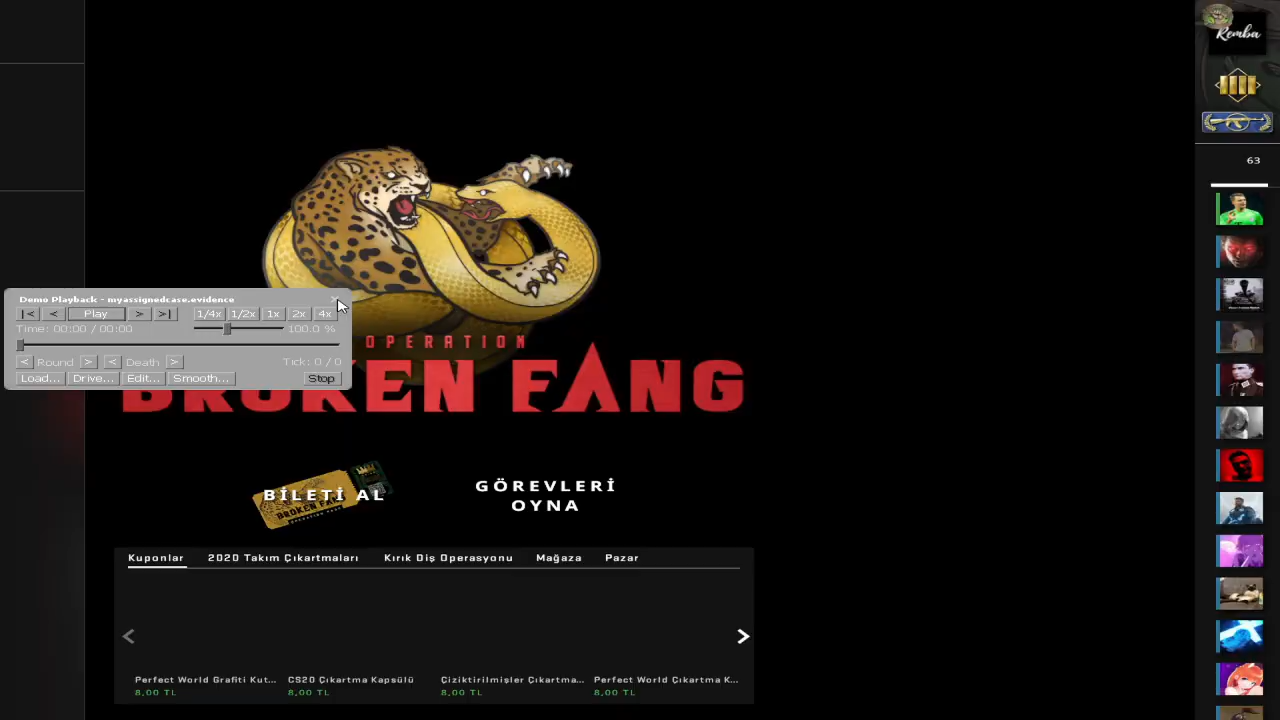 Remba
63
Demo Playback - myassignedcase.evidence
|< < Play > >| 1/4x 1/2x 1x 2x 4x
Time: 00:00 / 00:00 100.0 %
< Round > < Death > Tick: 0 / 0
Load... Drive... Edit... Smooth... Stop
OPERATION
BROKEN FANG
BİLETİ AL
GÖREVLERİ
OYNA
Kuponlar 2020 Takım Çıkartmaları Kırık Diş Operasyonu Mağaza Pazar
Perfect World Grafiti Kut... CS20 Çıkartma Kapsülü Çiziktirilmişler Çıkartma... Perfect World Çıkartma K...
8,00 TL 8,00 TL 8,00 TL 8,00 TL